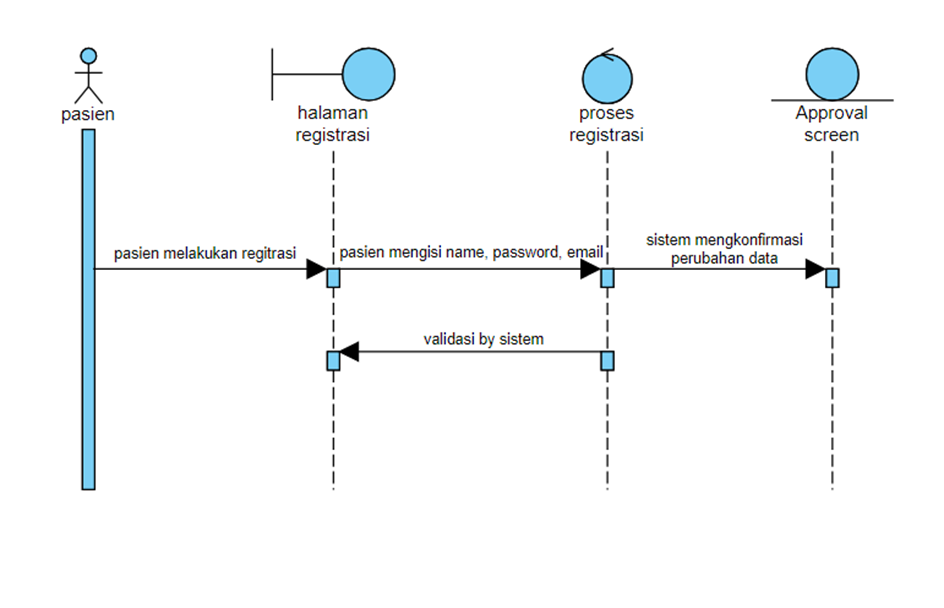 pasien
halaman
registrasi
proses
registrasi
Approval
screen
pasien melakukan regitrasi
pasien mengisi name, password, email
sistem mengkonfirmasi
perubahan data
validasi by sistem